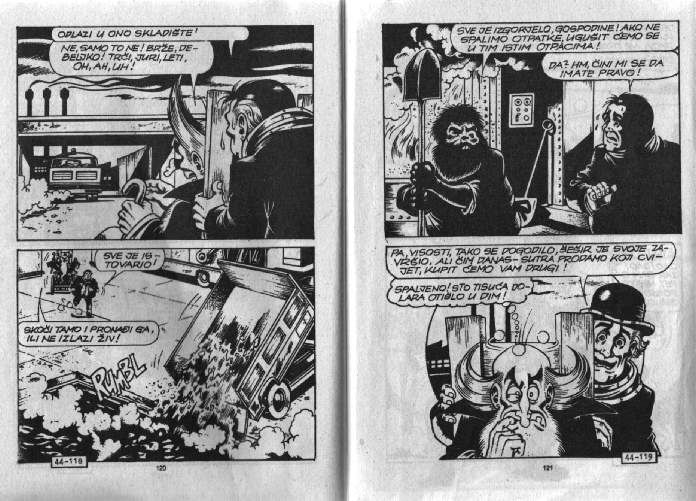 ODLAZI U ONO SKLADIŠTE!
NE, SAMO TO NE! BRŽE, DE-
BELJKO! TRČI, JURI, LETI,
OH, AH, UH!
SVE JE IS-
TOVARIO!
SKOČI TAMO I PRONAĐI GA,
ILI NE IZLAZI ŽIV!
RUMBL
44-118
120
SVE JE IZGORJELO, GOSPODINE! AKO NE
SPALIMO OTPATKE, UGUŠIT ĆEMO SE
U TIM ISTIM OTPACIMA!
DA? HM, ČINI MI SE DA
IMATE PRAVO!
PA, VISOSTI, TAKO SE DOGODILO, ŠEŠIR JE SVOJE ZA-
VRŠIO, ALI ČIM DANAS-SUTRA PRODAMO KOJI CVI-
JET, KUPIT ĆEMO VAM DRUGI!
SPALJENO! STO TISUĆA DO-
LARA OTIŠLO U DIM!
44-119
121